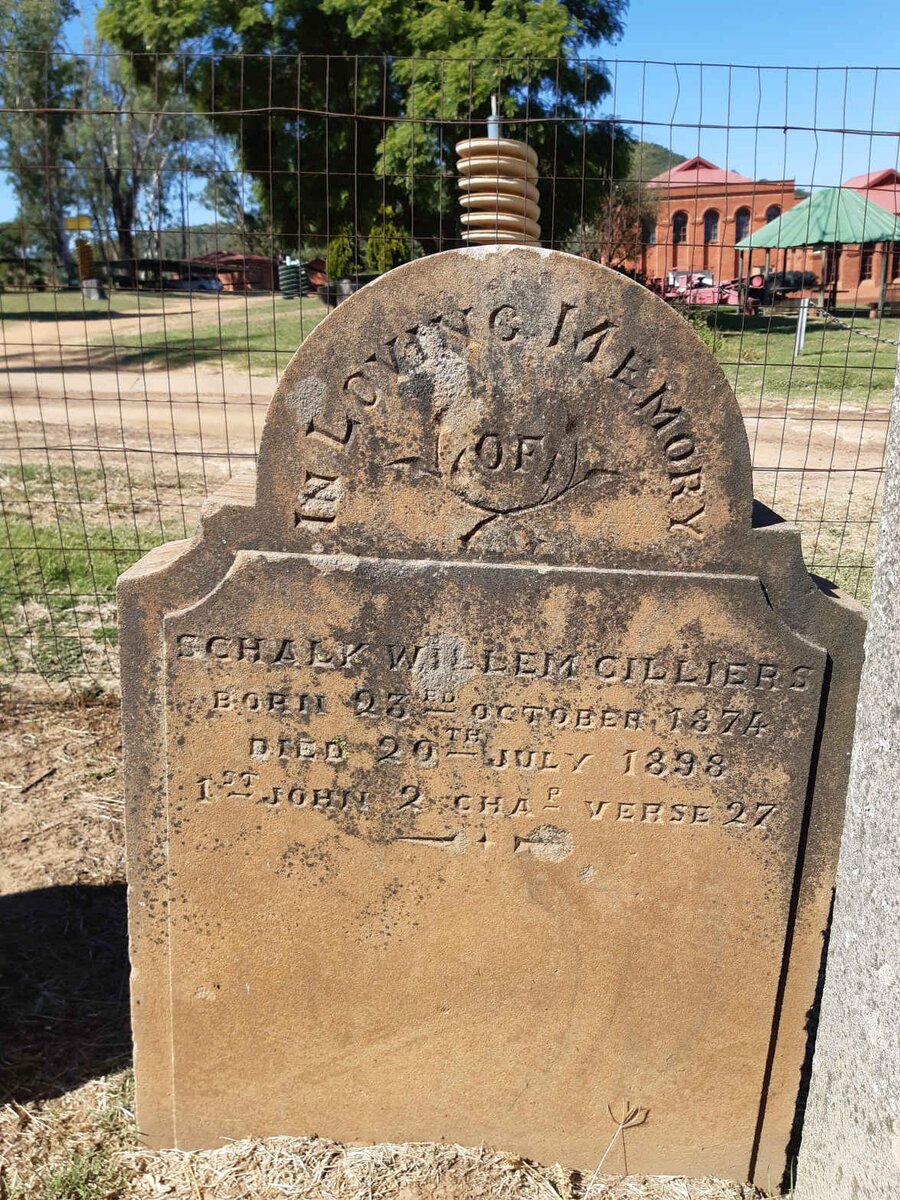 IN LOVING MEMORY
OF
SCHALK WILLEM CILLIERS
BORN 23RD OCTOBER 1874
DIED 20TH JULY 1898
1ST JOHN 2 CHAP VERSE 27